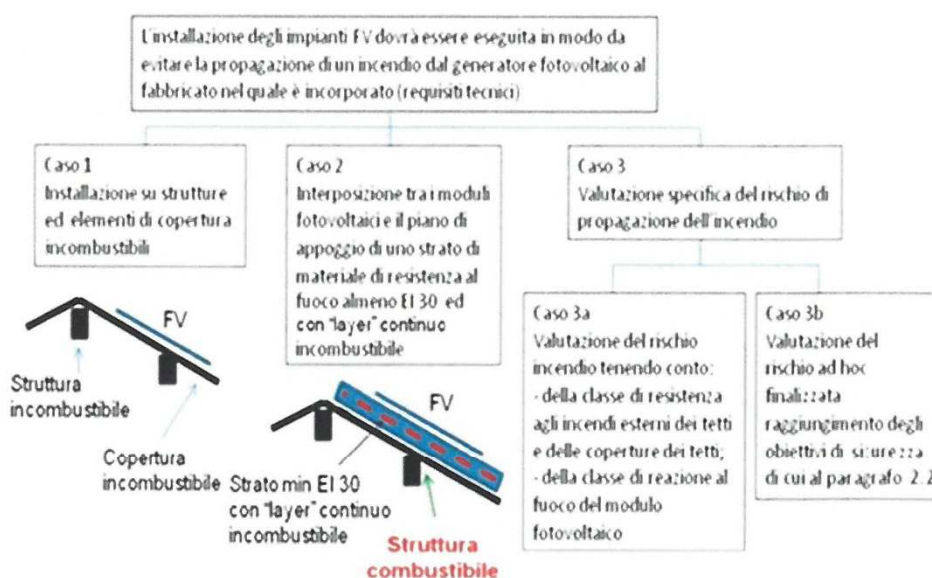 L'installazione degli impianti FV dovrà essere eseguita in modo da
evitare la propagazione di un incendio dal generatore fotovoltaico al
fabbricato nel quale è incorporato (requisiti tecnici)
Caso 1
Installazione su strutture
ed elementi di copertura
incombustibili
Caso 2
Interposizione tra i moduli
fotovoltaici e il piano di
appoggio di uno strato di
materiale di resistenza al
fuoco almeno EI 30 ed
con "layer" continuo
incombustibile
Caso 3
Valutazione specifica del rischio di
propagazione dell'incendio
Caso 3a
Valutazione del rischio
incendio tenendo conto:
- della classe di resistenza
agli incendi esterni dei tetti
e delle coperture dei tetti;
- della classe di reazione al
fuoco del modulo
fotovoltaico
Caso 3b
Valutazione del
rischio ad hoc
finalizzata
raggiungimento degli
obiettivi di sicurezza
di cui al paragrafo 2.2
FV
Struttura
incombustibile
Copertura
incombustibile
FV
Strato min EI 30
con "layer" continuo
incombustibile
Struttura
combustibile